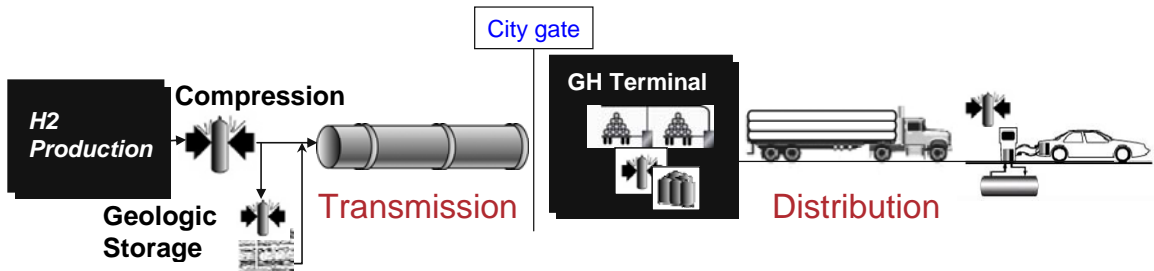 City gate
GH Terminal
Compression
H2
Production
Geologic
Storage
Transmission
Distribution